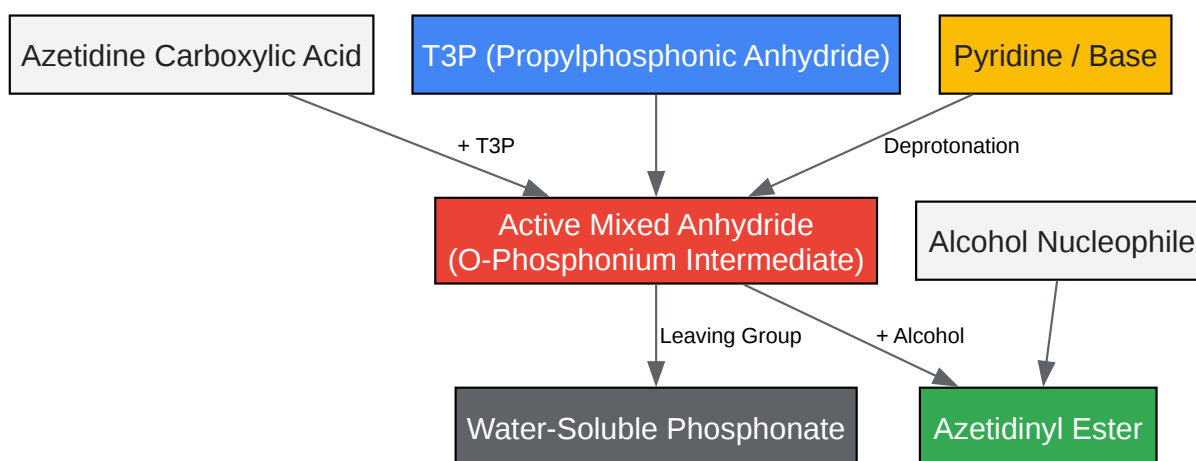 Azetidine Carboxylic Acid
T3P (Propylphosphonic Anhydride)
Pyridine / Base
+ T3P
Deprotonation
Active Mixed Anhydride
(O-Phosphonium Intermediate)
Alcohol Nucleophile
Leaving Group
+ Alcohol
Water-Soluble Phosphonate
Azetidinyl Ester